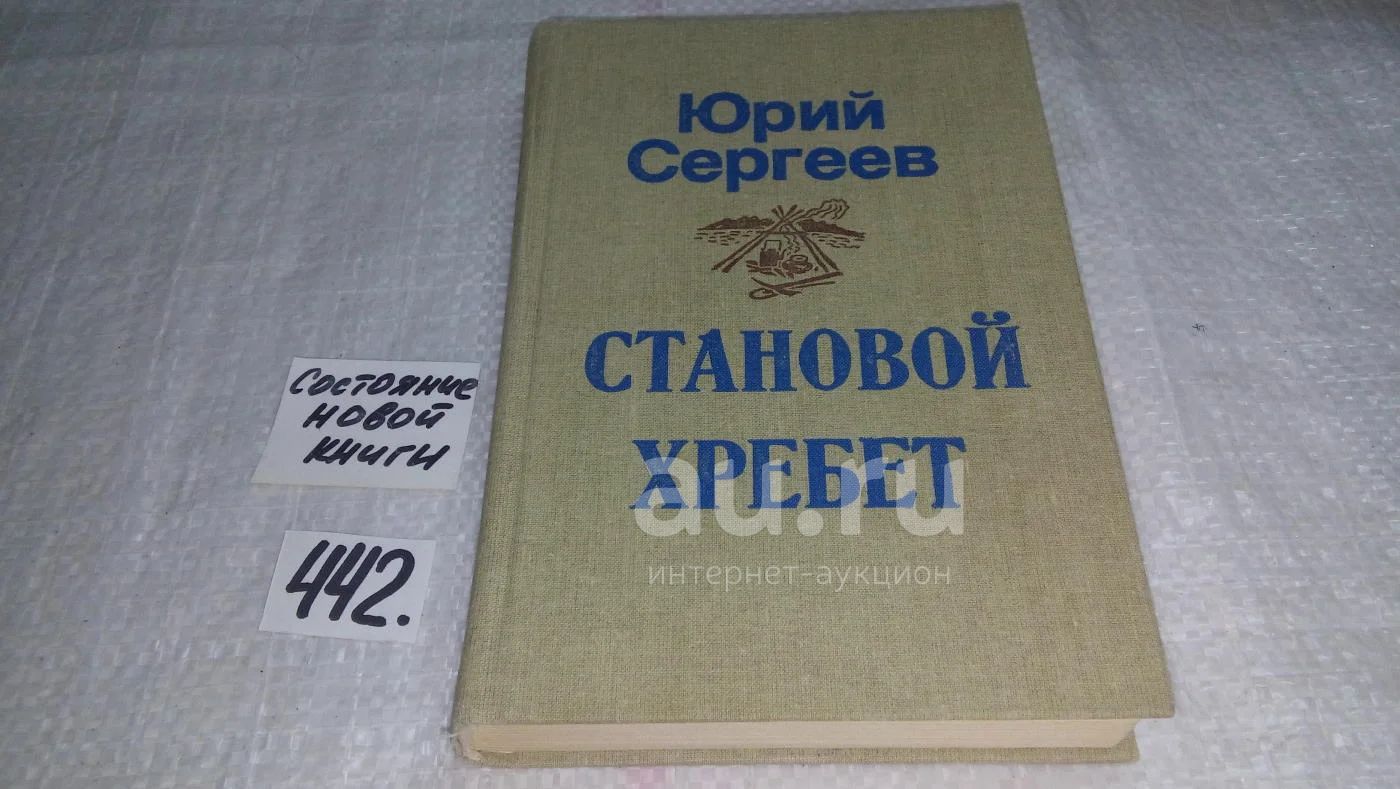 Юрий
Сергеев
СТАНОВОЙ
ХРЕБЕТ
au.ru
интернет-аукцион
Состояние
новой
книги
442.